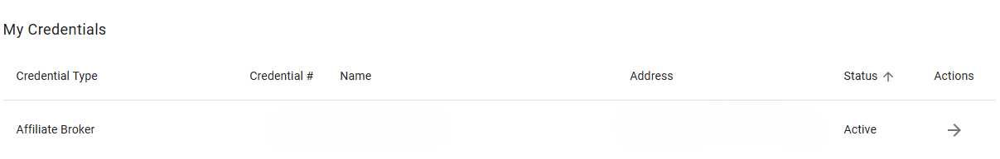 My Credentials
Credential Type Credential # Name Address Status ↑ Actions
Affiliate Broker Active →